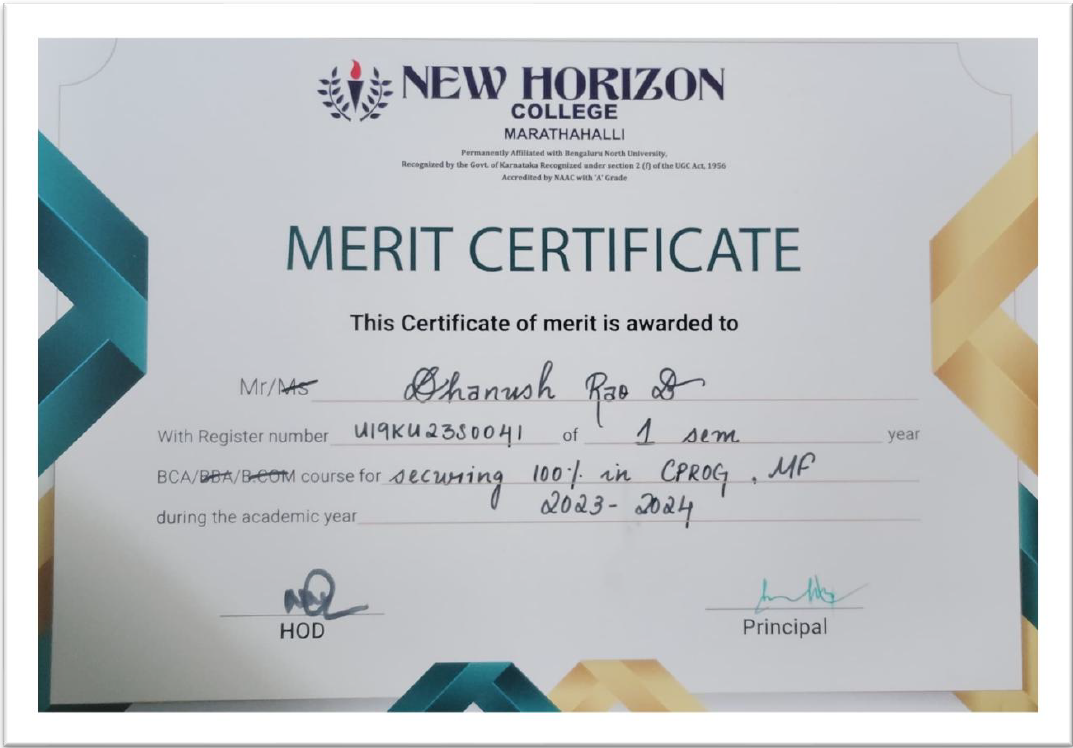 NEW HORIZON
COLLEGE
MARATHAHALLI
Permanently Affiliated with Bengaluru North University,
Recognized by the Govt. of Karnataka Recognized under section 2 (f) of the UGC Act, 1956
Accredited by NAAC with 'A' Grade
MERIT CERTIFICATE
This Certificate of merit is awarded to
Mr/Ms Dhanush Rao D
With Register number U19KU23S0041 of 1 sem year
BCA/BBA/B.COM course for securing 100% in CPROG, MF
during the academic year 2023-2024
HOD
Principal